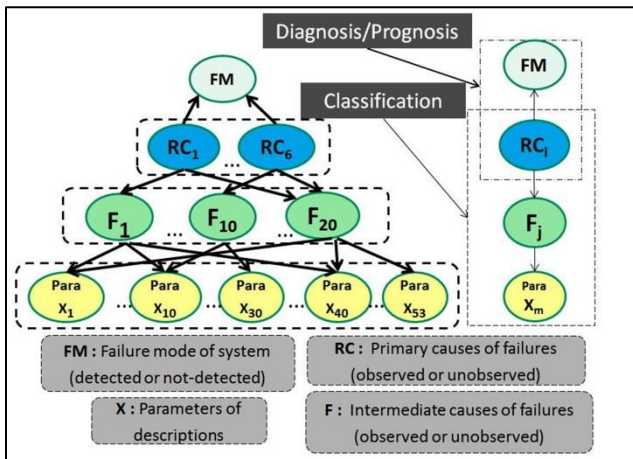 Diagnosis/Prognosis
FM
FM
Classification
RC1
...
RC6
RCi
F1
...
F10
...
F20
Fj
Para
X1
...
Para
X10
...
Para
X30
...
Para
X40
...
Para
X53
Para
Xm
FM : Failure mode of system
(detected or not-detected)
RC : Primary causes of failures
(observed or unobserved)
X : Parameters of
descriptions
F : Intermediate causes of failures
(observed or unobserved)